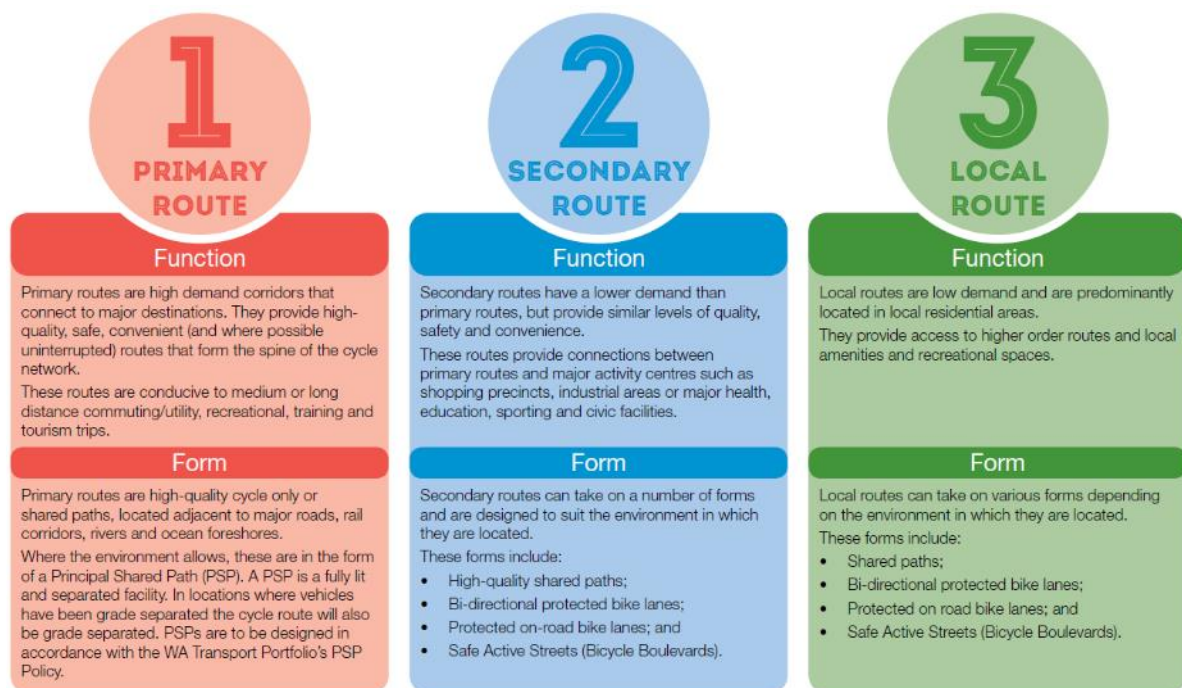 1
PRIMARY
ROUTE
Function
Primary routes are high demand corridors that
connect to major destinations. They provide high-
quality, safe, convenient (and where possible
uninterrupted) routes that form the spine of the cycle
network.
These routes are conducive to medium or long
distance commuting/utility, recreational, training and
tourism trips.
Form
Primary routes are high-quality cycle only or
shared paths, located adjacent to major roads, rail
corridors, rivers and ocean foreshores.
Where the environment allows, these are in the form
of a Principal Shared Path (PSP). A PSP is a fully lit
and separated facility. In locations where vehicles
have been grade separated the cycle route will also
be grade separated. PSPs are to be designed in
accordance with the WA Transport Portfolio's PSP
Policy.
2
SECONDARY
ROUTE
Function
Secondary routes have a lower demand than
primary routes, but provide similar levels of quality,
safety and convenience.
These routes provide connections between
primary routes and major activity centres such as
shopping precincts, industrial areas or major health,
education, sporting and civic facilities.
Form
Secondary routes can take on a number of forms
and are designed to suit the environment in which
they are located.
These forms include:
• High-quality shared paths;
• Bi-directional protected bike lanes;
• Protected on-road bike lanes; and
• Safe Active Streets (Bicycle Boulevards).
3
LOCAL
ROUTE
Function
Local routes are low demand and are predominantly
located in local residential areas.
They provide access to higher order routes and local
amenities and recreational spaces.
Form
Local routes can take on various forms depending
on the environment in which they are located.
These forms include:
• Shared paths;
• Bi-directional protected bike lanes;
• Protected on road bike lanes; and
• Safe Active Streets (Bicycle Boulevards).